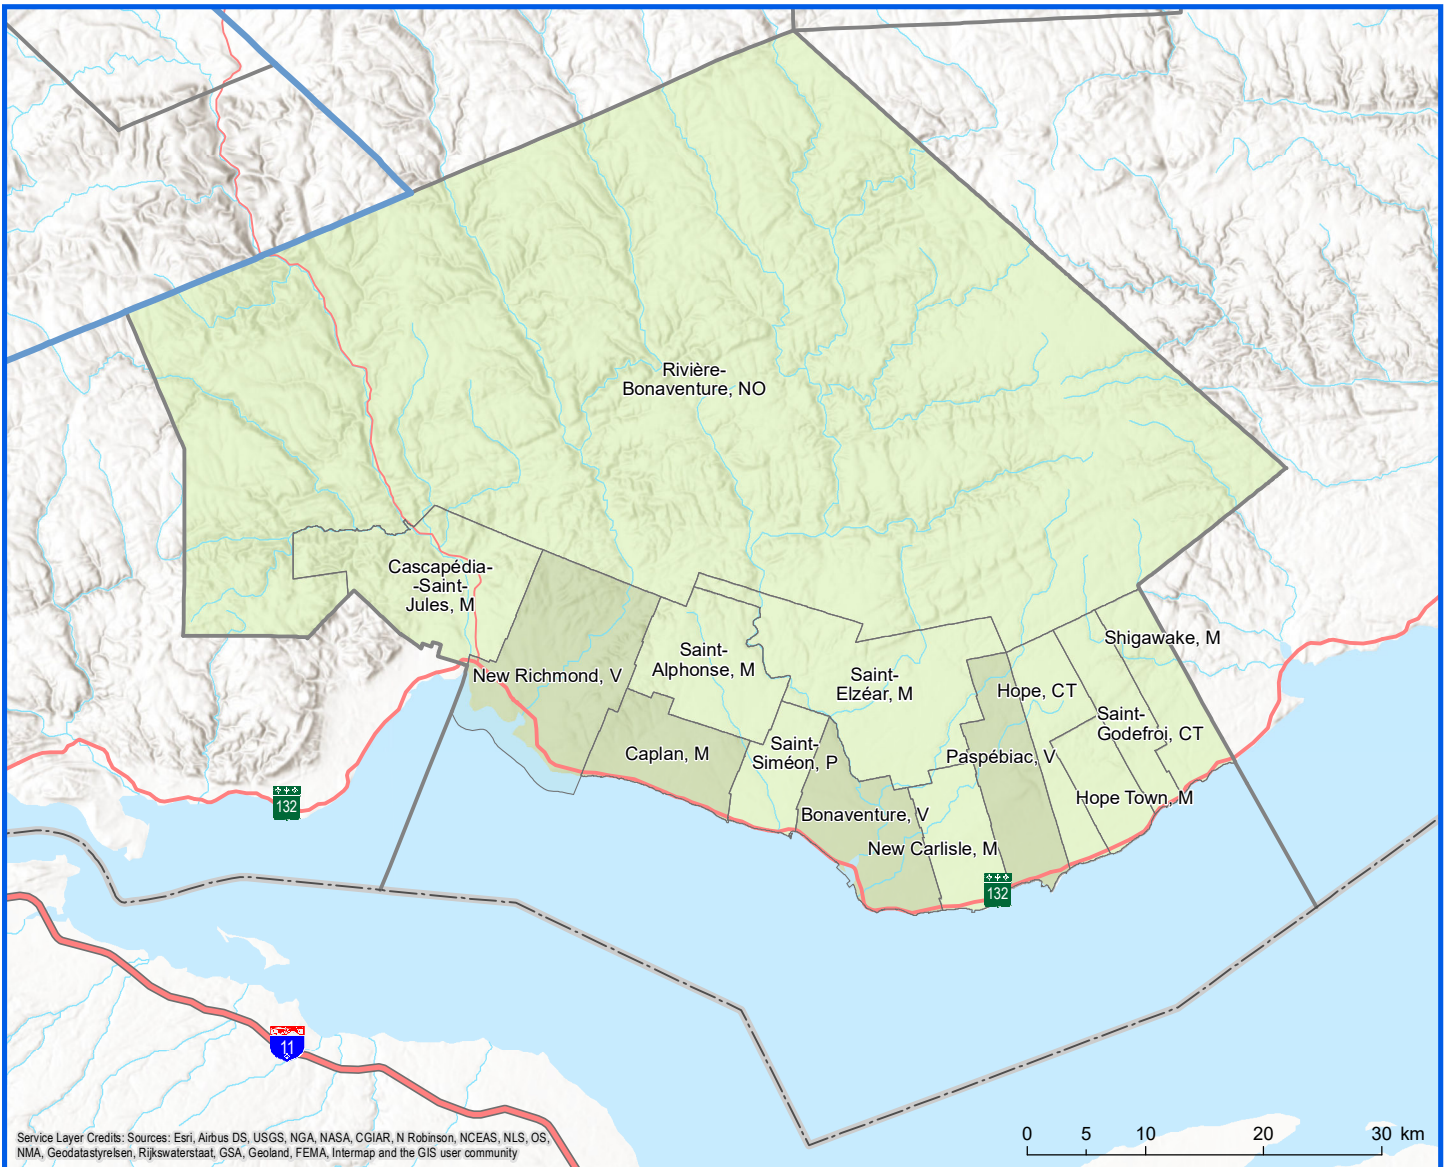 Rivière-
Bonaventure, NO
Cascapédia-
-Saint-
Jules, M
Shigawake, M
Saint-
Alphonse, M
New Richmond, V
Saint-
Elzéar, M
Hope, CT
Saint-
Godefroi, CT
Caplan, M
Saint-
Siméon, P
Paspébiac, V
Hope Town, M
132
Bonaventure, V
New Carlisle, M
132
11
0 5 10 20 30 km
Service Layer Credits: Sources: Esri, Airbus DS, USGS, NGA, NASA, CGIAR, N Robinson, NCEAS, NLS, OS,
NMA, Geodatastyrelsen, Rijkswaterstaat, GSA, Geoland, FEMA, Intermap and the GIS user community